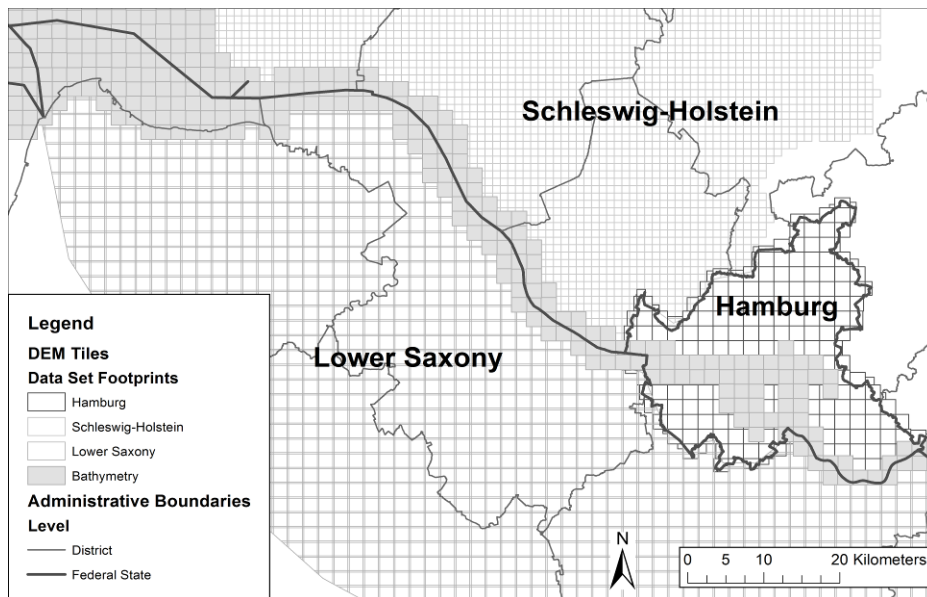 Schleswig-Holstein
Hamburg
Lower Saxony
Legend
DEM Tiles
Data Set Footprints
Hamburg
Schleswig-Holstein
Lower Saxony
Bathymetry
Administrative Boundaries
Level
District
Federal State
N
0 5 10 20 Kilometers